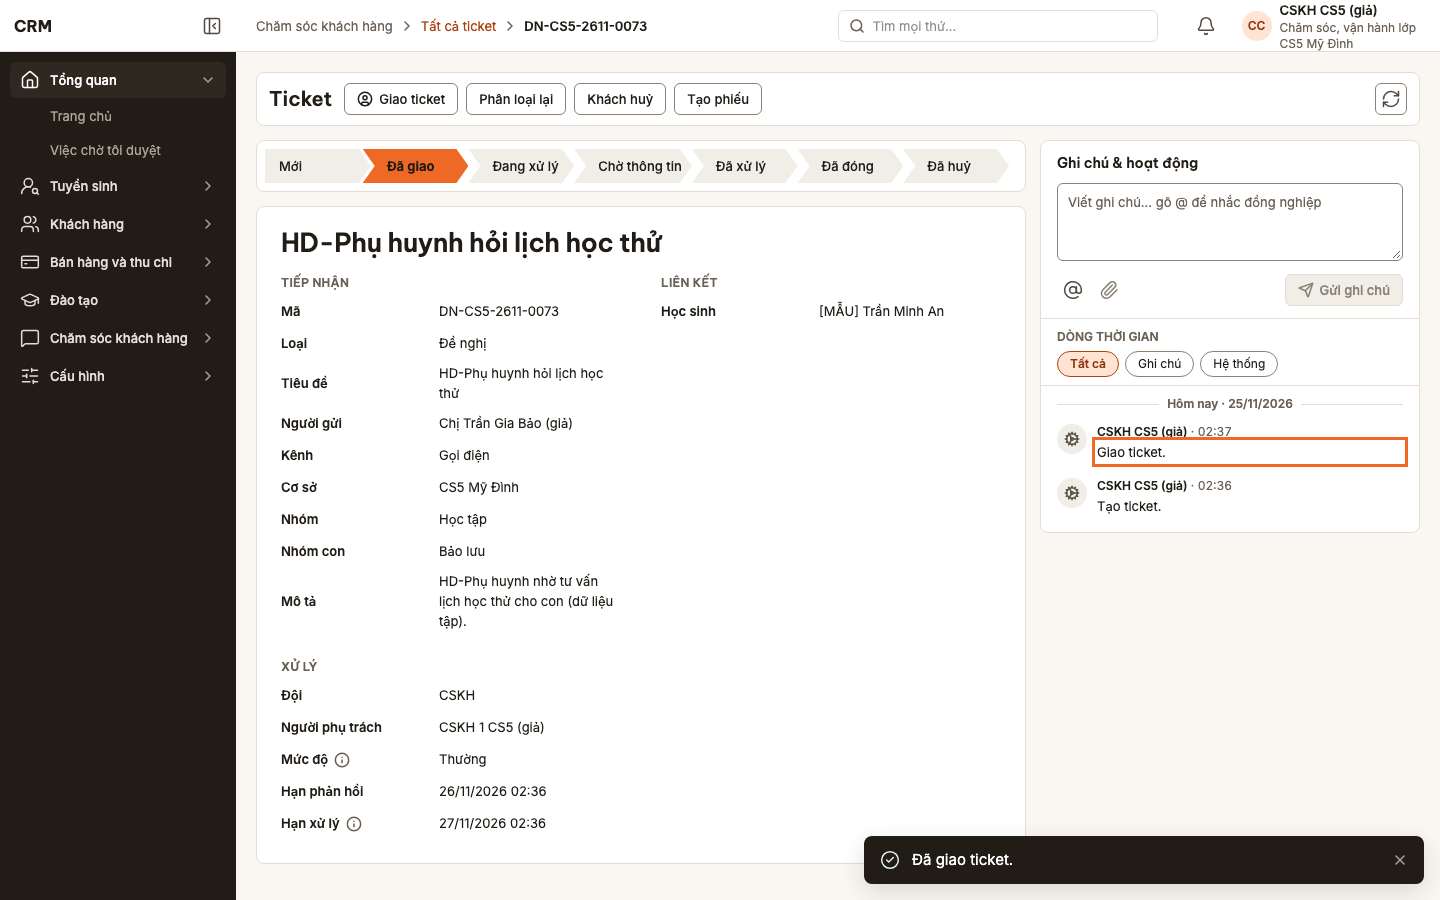 CRM
Chăm sóc khách hàng > Tất cả ticket > DN-CS5-2611-0073
Tìm mọi thứ...
CC
CSKH CS5 (giả)
Chăm sóc, vận hành lớp
CS5 Mỹ Đình
Tổng quan
Trang chủ
Việc chờ tôi duyệt
Tuyển sinh
Khách hàng
Bán hàng và thu chi
Đào tạo
Chăm sóc khách hàng
Cấu hình
Ticket
Giao ticket
Phân loại lại
Khách huỷ
Tạo phiếu
Mới
Đã giao
Đang xử lý
Chờ thông tin
Đã xử lý
Đã đóng
Đã huỷ
HD-Phụ huynh hỏi lịch học thử
TIẾP NHẬN
Mã DN-CS5-2611-0073
Loại Đề nghị
Tiêu đề HD-Phụ huynh hỏi lịch học
thử
Người gửi Chị Trần Gia Bảo (giả)
Kênh Gọi điện
Cơ sở CS5 Mỹ Đình
Nhóm Học tập
Nhóm con Bảo lưu
Mô tả HD-Phụ huynh nhờ tư vấn
lịch học thử cho con (dữ liệu
tập).
LIÊN KẾT
Học sinh [MẪU] Trần Minh An
XỬ LÝ
Đội CSKH
Người phụ trách CSKH 1 CS5 (giả)
Mức độ Thường
Hạn phản hồi 26/11/2026 02:36
Hạn xử lý 27/11/2026 02:36
Ghi chú & hoạt động
Viết ghi chú... gõ @ để nhắc đồng nghiệp
Gửi ghi chú
DÒNG THỜI GIAN
Tất cả
Ghi chú
Hệ thống
Hôm nay · 25/11/2026
CSKH CS5 (giả) · 02:37
Giao ticket.
CSKH CS5 (giả) · 02:36
Tạo ticket.
Đã giao ticket.